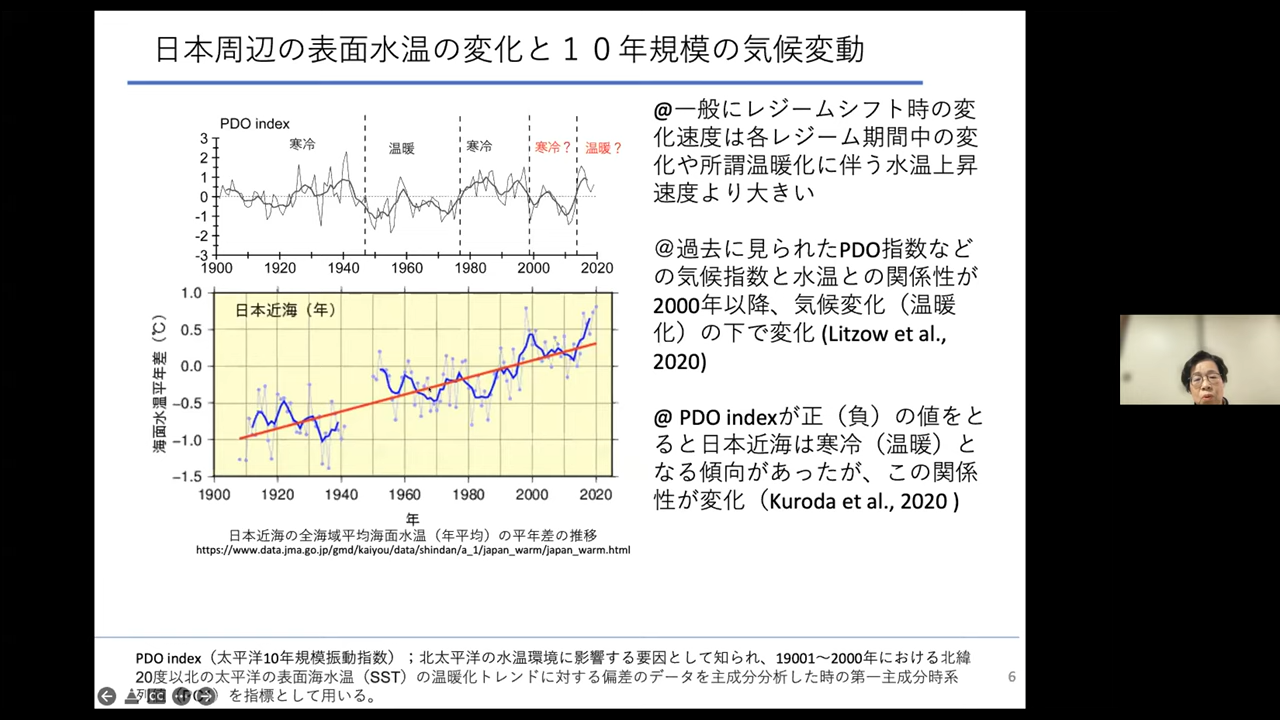 日本周辺の表面水温の変化と１０年規模の気候変動
PDO index
寒冷
温暖
寒冷
寒冷？
温暖？
3
2
1
0
-1
-2
-3
1900
1920
1940
1960
1980
2000
2020
日本近海（年）
海面水温平年差（℃）
1.0
0.5
0.0
−0.5
−1.0
−1.5
1900
1920
1940
1960
1980
2000
2020
年
日本近海の全海域平均海面水温（年平均）の平年差の推移
https://www.data.jma.go.jp/gmd/kaiyou/data/shindan/a_1/japan_warm/japan_warm.html
@一般にレジームシフト時の変
化速度は各レジーム期間中の変
化や所謂温暖化に伴う水温上昇
速度より大きい
＠過去に見られたPDO指数など
の気候指数と水温との関係性が
2000年以降、気候変化（温暖
化）の下で変化 (Litzow et al.,
2020)
@ PDO indexが正（負）の値をと
ると日本近海は寒冷（温暖）と
なる傾向があったが、この関係
性が変化（Kuroda et al., 2020 )
PDO index（太平洋10年規模振動指数）；北太平洋の水温環境に影響する要因として知られ、19001～2000年における北緯
20度以北の太平洋の表面海水温（SST）の温暖化トレンドに対する偏差のデータを主成分分析した時の第一主成分時系
を指標として用いる。
6